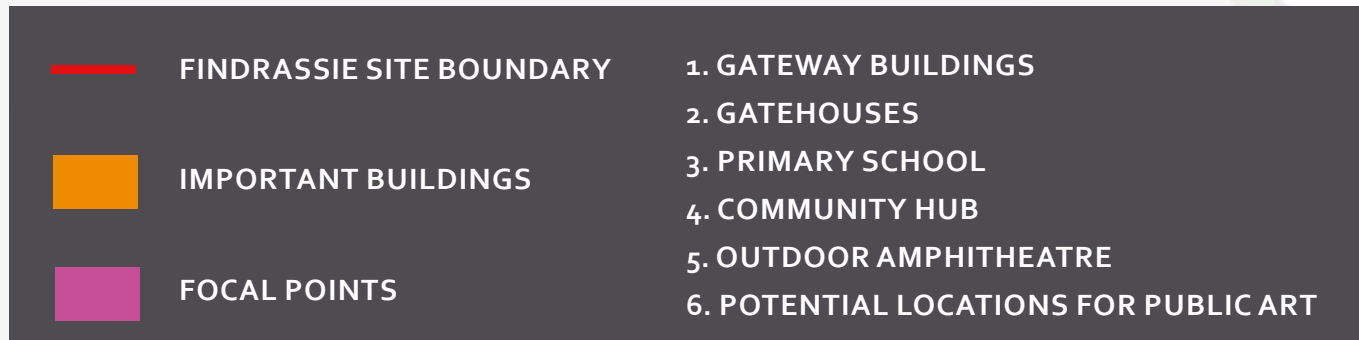 FINDRASSIE SITE BOUNDARY
IMPORTANT BUILDINGS
FOCAL POINTS
1. GATEWAY BUILDINGS
2. GATEHOUSES
3. PRIMARY SCHOOL
4. COMMUNITY HUB
5. OUTDOOR AMPHITHEATRE
6. POTENTIAL LOCATIONS FOR PUBLIC ART